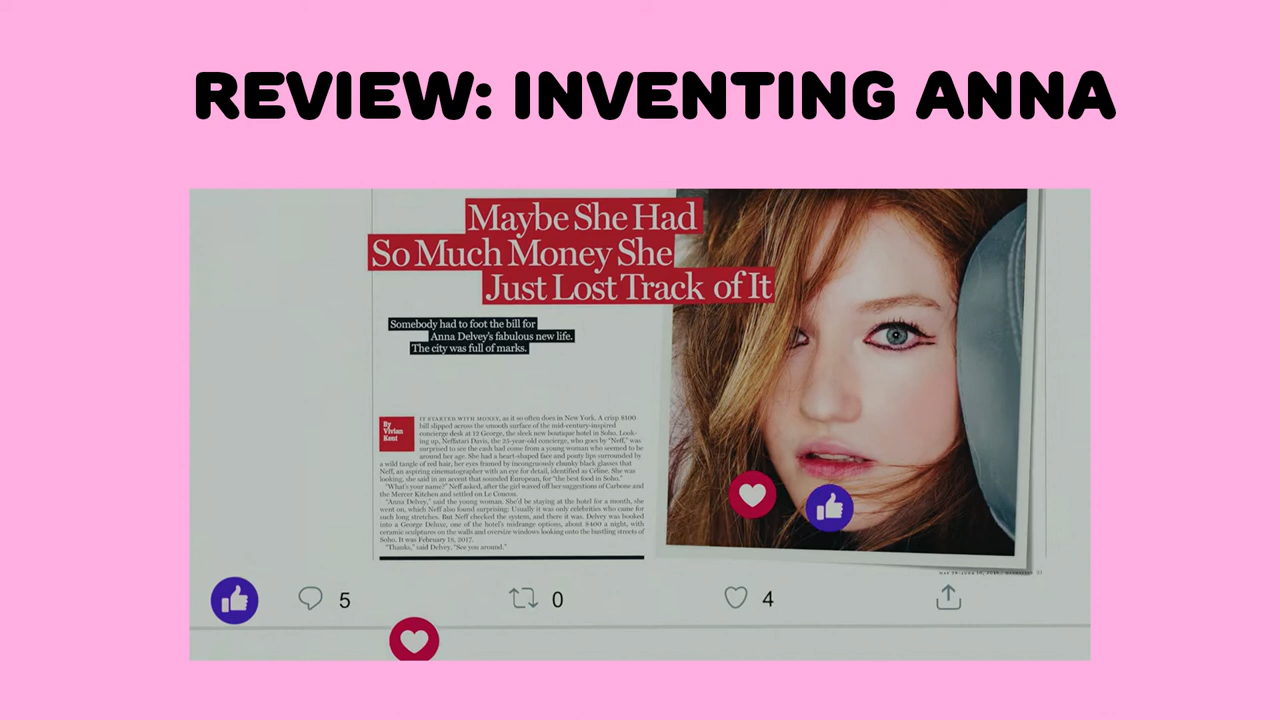 REVIEW: INVENTING ANNA
Maybe She Had
So Much Money She
Just Lost Track of It
Somebody had to foot the bill for
Anna Delvey's fabulous new life.
The city was full of marks.
By
Vivian
Kent
IT STARTED WITH MONEY, as it so often does in New York. A crisp $100
bill slipped across the smooth surface of the mid-century-inspired
concierge desk at 12 George, the sleek new boutique hotel in Soho. Look-
ing up, Neffatari Davis, the 25-year-old concierge, who goes by "Neff," was
surprised to see the cash had come from a young woman who seemed to be
around her age. She had a heart-shaped face and pouty lips surrounded by
a wild tangle of red hair, her eyes framed by incongruously chunky black glasses that
Neff, an aspiring cinematographer with an eye for detail, identified as Céline. She was
looking, she said in an accent that sounded European, for "the best food in Soho."
"What's your name?" Neff asked, after the girl waved off her suggestions of Carbone and
the Mercer Kitchen and settled on Le Coucou.
"Anna Delvey," said the young woman. She'd be staying at the hotel for a month, she
went on, which Neff also found surprising: Usually it was only celebrities who came for
such long stretches. But Neff checked the system, and there it was. Delvey was booked
into a George Deluxe, one of the hotel's midrange options, about $400 a night, with
ceramic sculptures on the walls and oversize windows looking onto the bustling streets of
Soho. It was February 18, 2017.
"Thanks," said Delvey. "See you around."
5
0
4